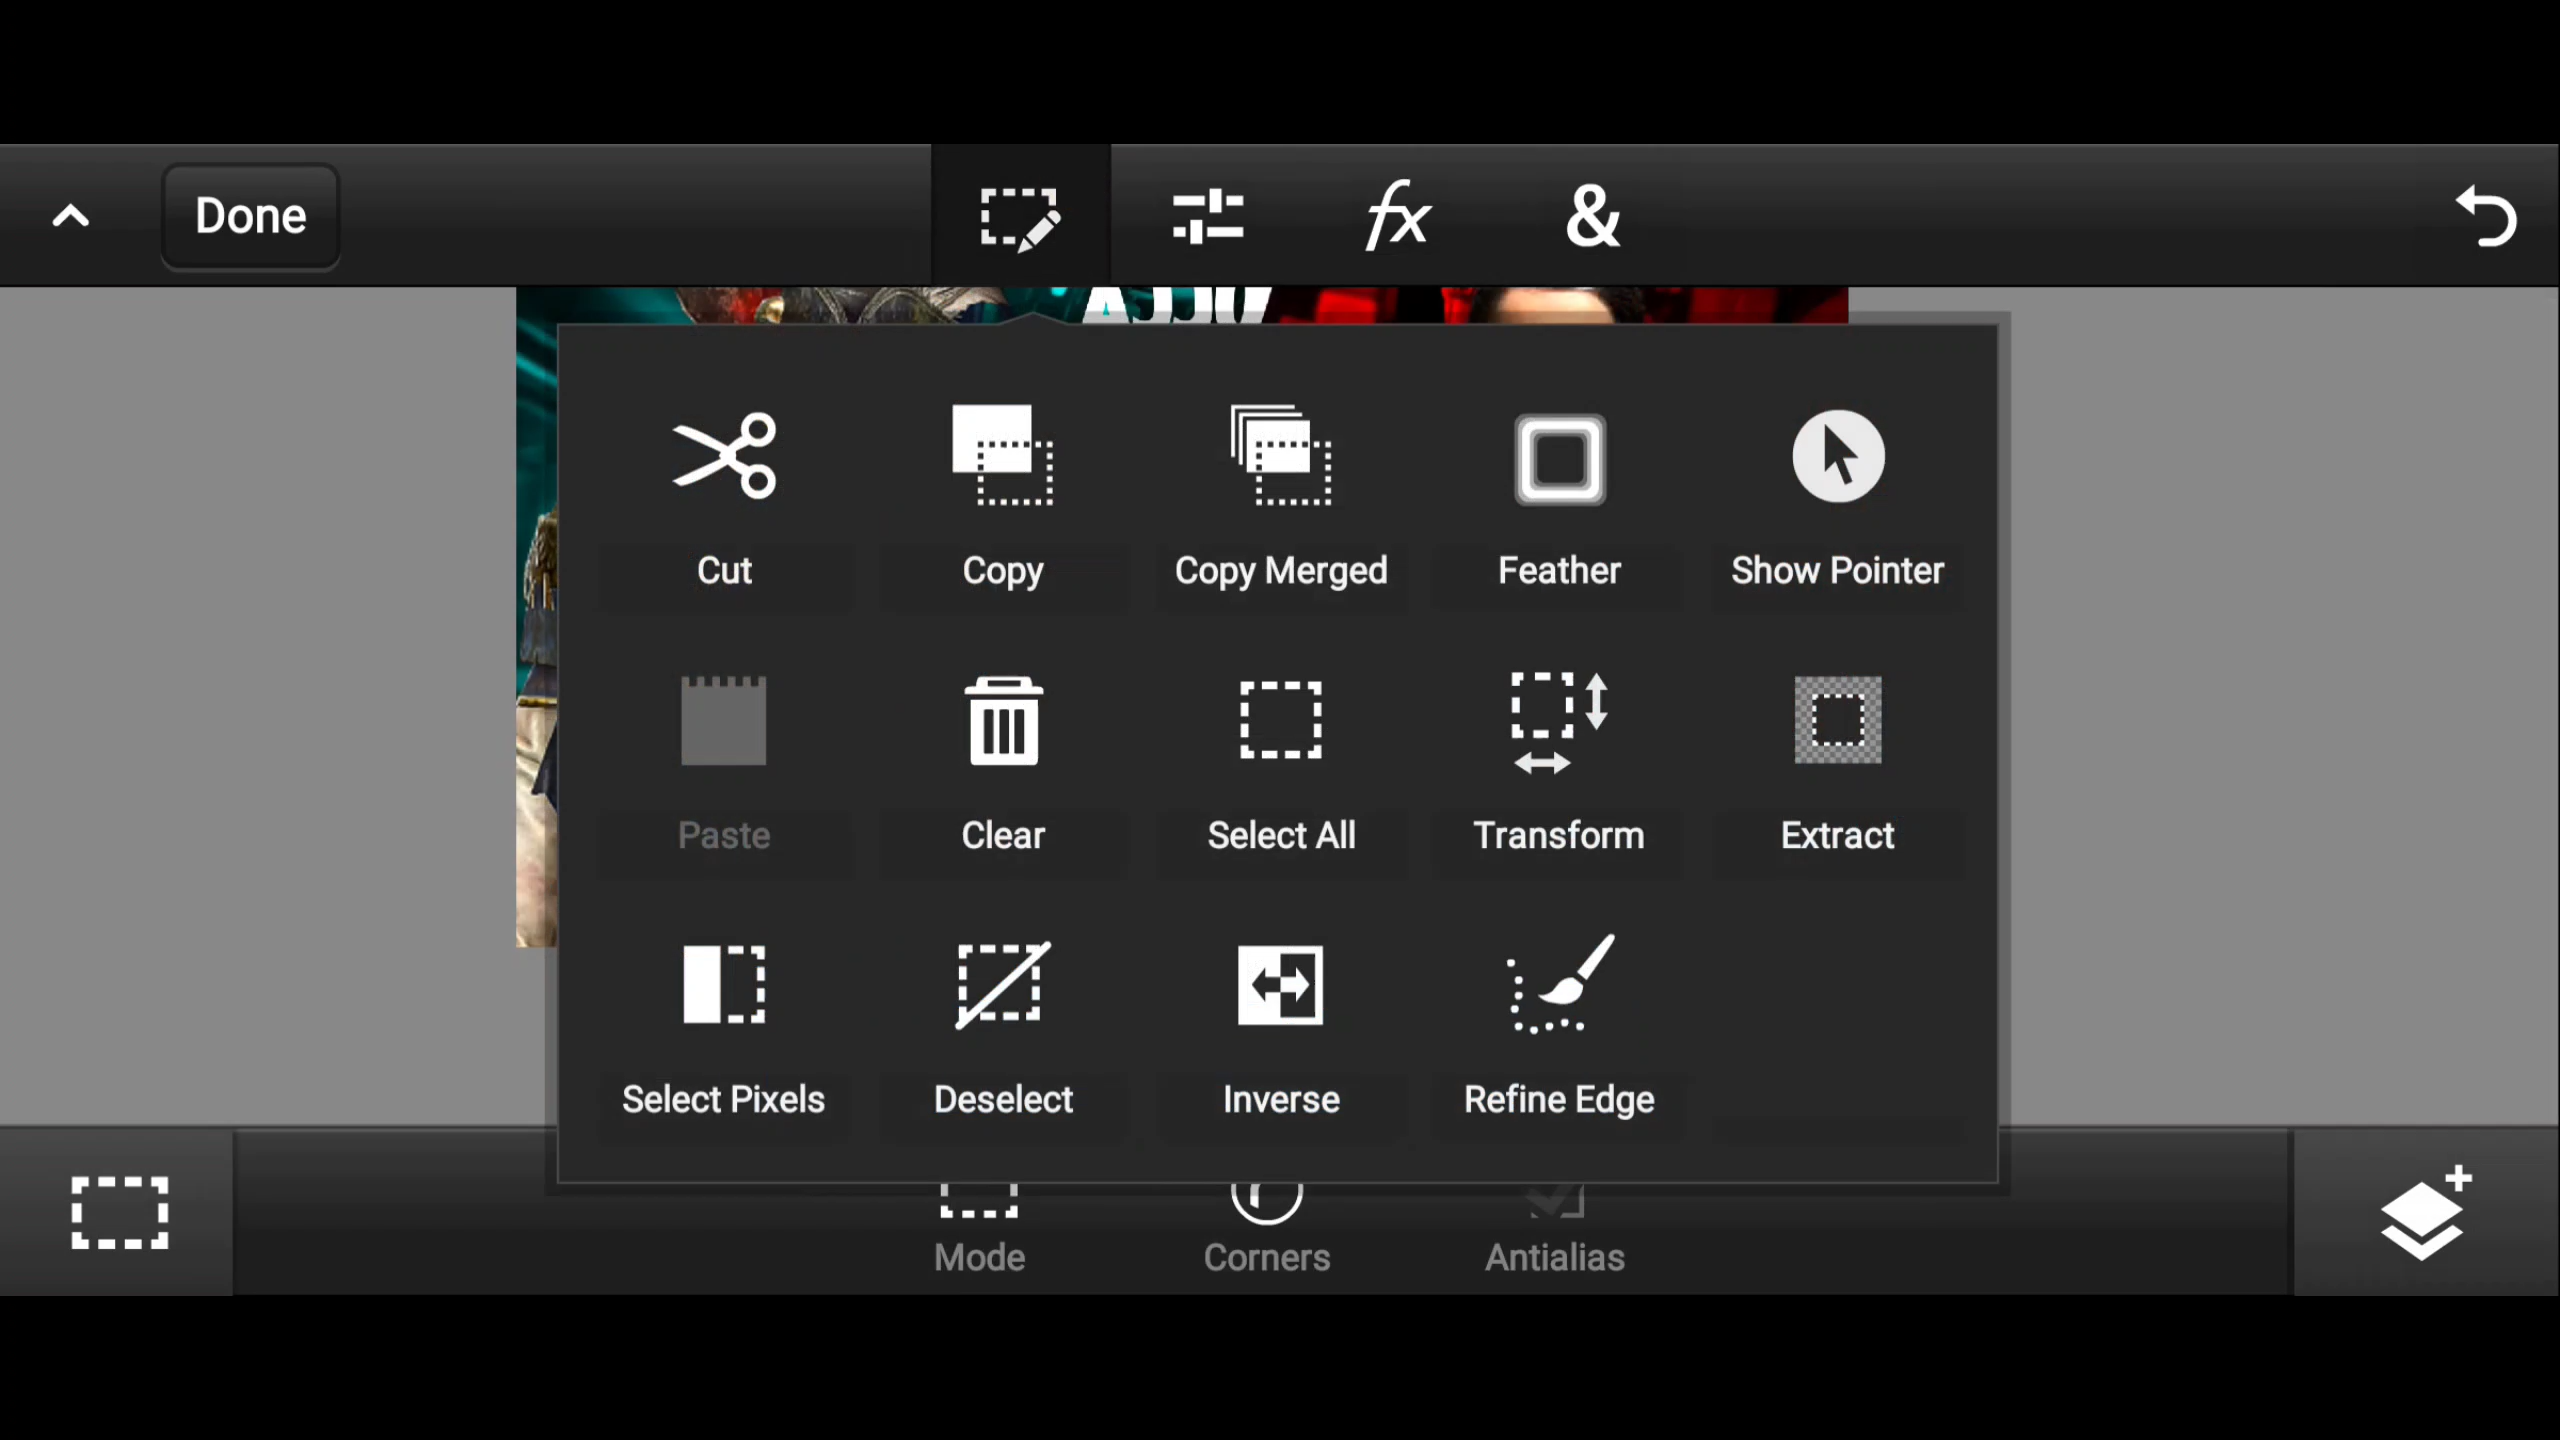 Done
fx
&
Cut
Copy
Copy Merged
Feather
Show Pointer
Paste
Clear
Select All
Transform
Extract
Select Pixels
Deselect
Inverse
Refine Edge
Mode
Corners
Antialias